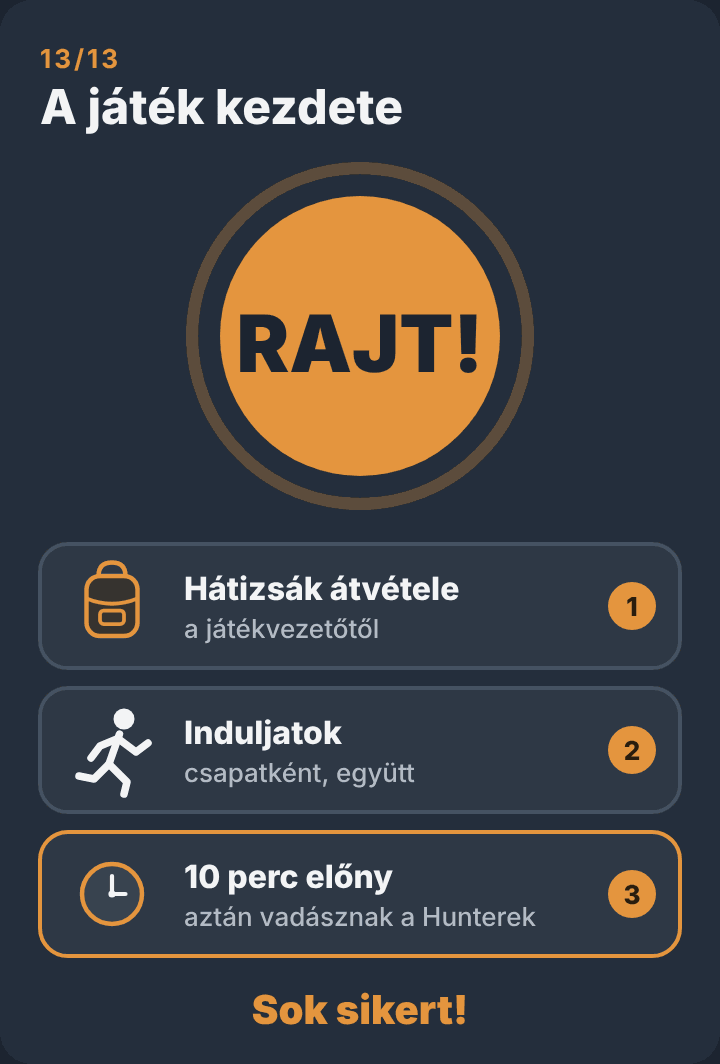 13/13
A játék kezdete
RAJT!
Hátizsák átvétele
a játékvezetőtől
1
Induljatok
csapatként, együtt
2
10 perc előny
aztán vadásznak a Hunterek
3
Sok sikert!